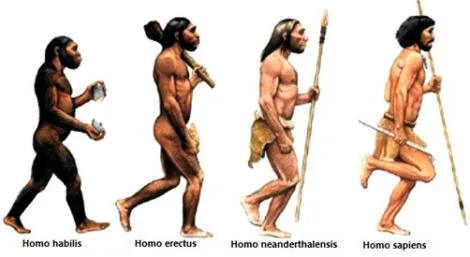 Homo habilis
Homo erectus
Homo neanderthalensis
Homo sapiens